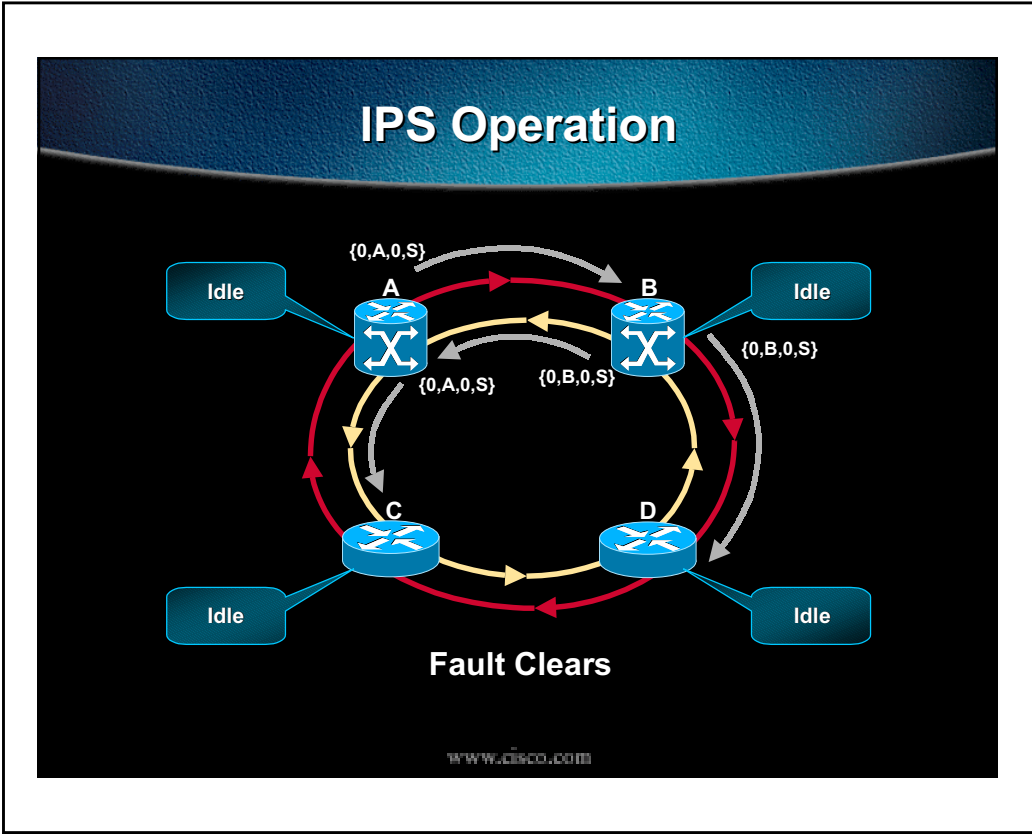 IPS Operation
{0,A,0,S}
Idle
A
B
Idle
{0,B,0,S}
{0,A,0,S}
{0,B,0,S}
C
D
Idle
Idle
Fault Clears
www.cisco.com